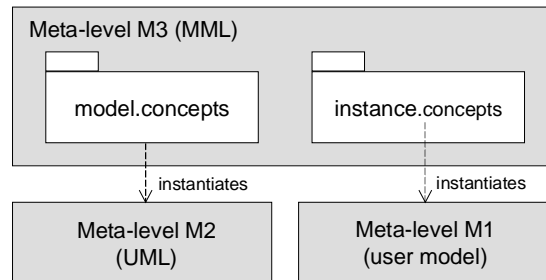 Meta-level M3 (MML)
model.concepts
instance.concepts
instantiates
instantiates
Meta-level M2
(UML)
Meta-level M1
(user model)